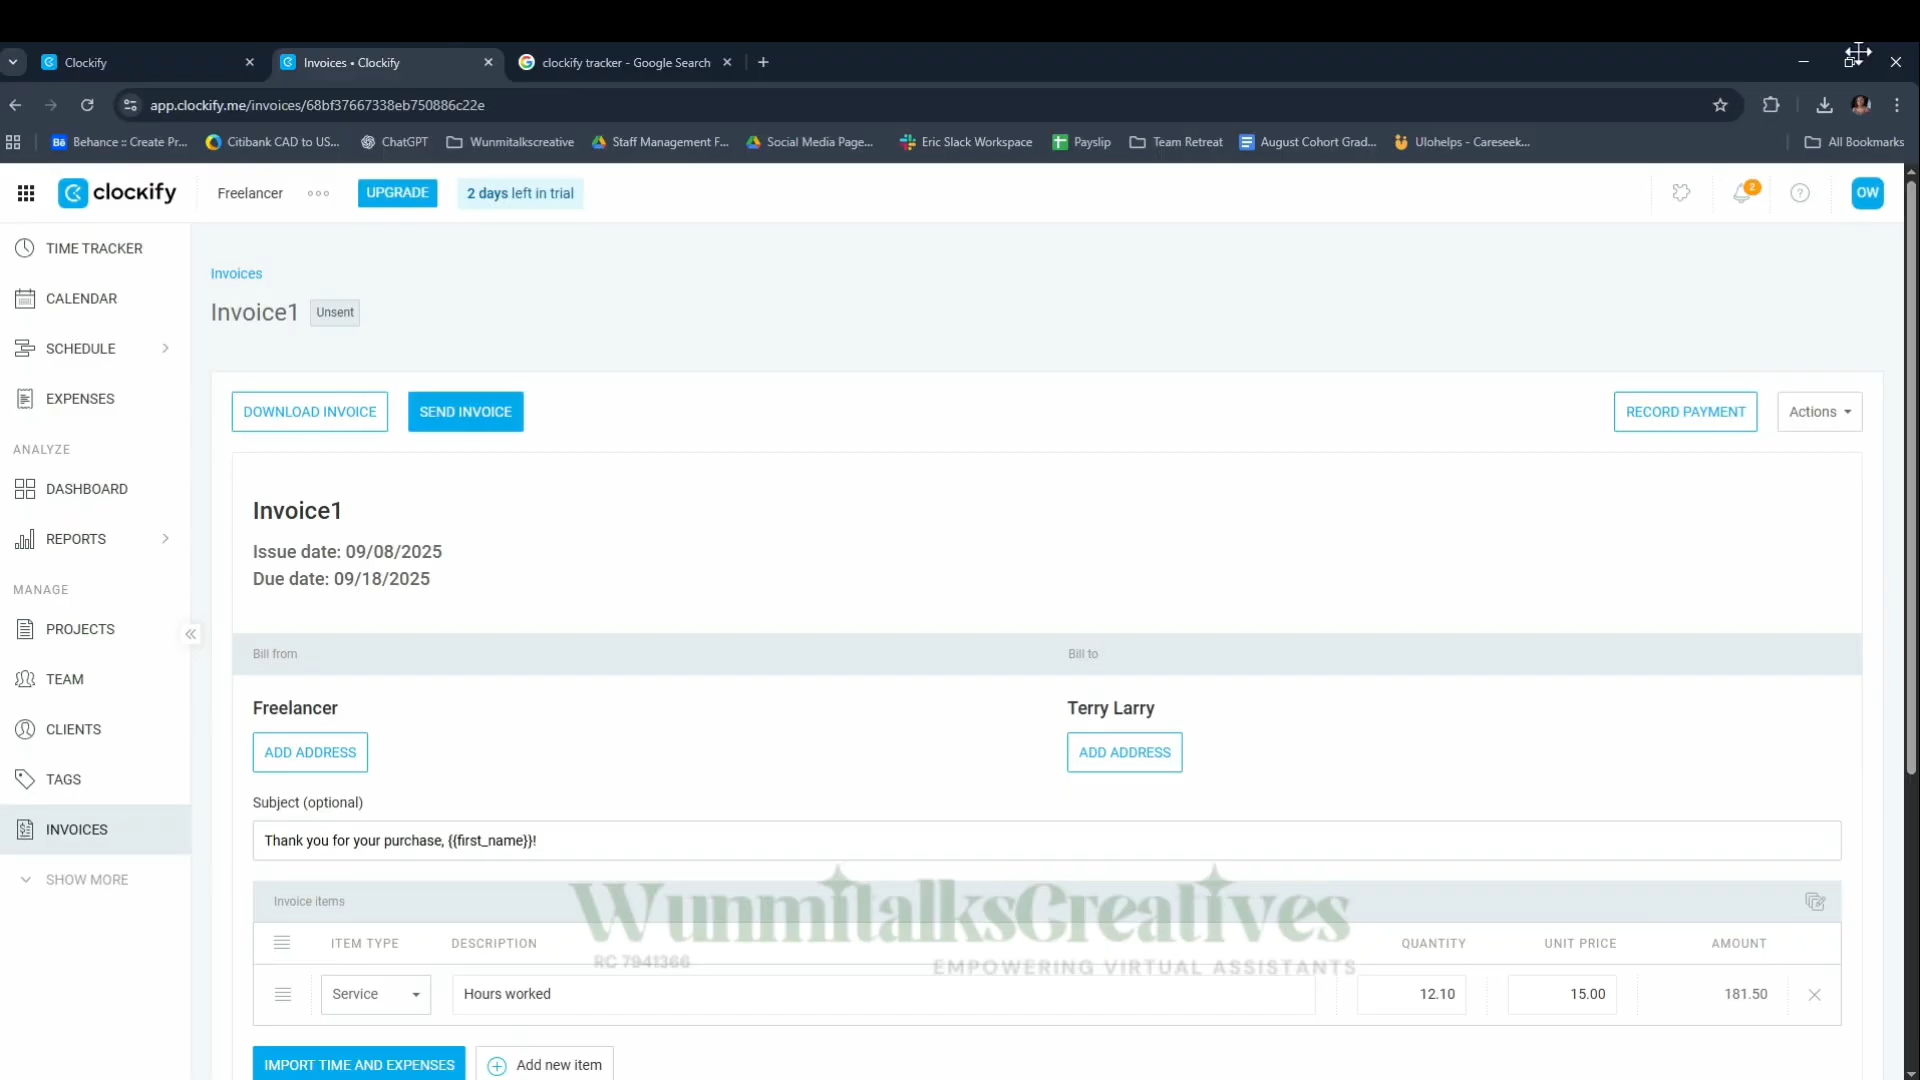 Clockify
Invoices • Clockify
clockify tracker - Google Search
app.clockify.me/invoices/68bf37667338eb750886c22e
Bē Behance :: Create Pr...
Citibank CAD to US...
ChatGPT
Wunmitalkscreative
Staff Management F...
Social Media Page...
Eric Slack Workspace
Payslip
Team Retreat
August Cohort Grad...
Ulohelps - Careseek...
All Bookmarks
clockify
Freelancer
UPGRADE
2 days left in trial
2
?
OW
TIME TRACKER
CALENDAR
SCHEDULE
EXPENSES
ANALYZE
DASHBOARD
REPORTS
MANAGE
PROJECTS
TEAM
CLIENTS
TAGS
INVOICES
SHOW MORE
Invoices
Invoice1 Unsent
DOWNLOAD INVOICE
SEND INVOICE
RECORD PAYMENT
Actions
Invoice1
Issue date: 09/08/2025
Due date: 09/18/2025
Bill from
Bill to
Freelancer
Terry Larry
ADD ADDRESS
ADD ADDRESS
Subject (optional)
Thank you for your purchase, {{first_name}}!
Invoice items
WunmitalksCreatives
RC 7941366
EMPOWERING VIRTUAL ASSISTANTS
ITEM TYPE
DESCRIPTION
QUANTITY
UNIT PRICE
AMOUNT
Service
Hours worked
12.10
15.00
181.50
IMPORT TIME AND EXPENSES
Add new item